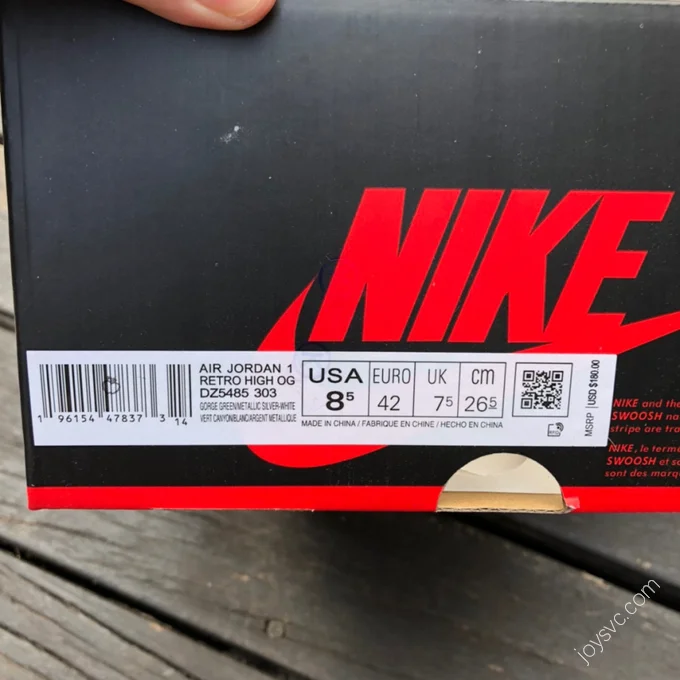 NIKE
AIR JORDAN 1
RETRO HIGH OG
DZ5485 303
GORGE GREEN/METALLIC SILVER-WHITE
VERT CANYON/BLANC/ARGENT METALLIQUE
1 96154 47837 3 14
USA EURO UK cm
8⁵ 42 7⁵ 26⁵
MADE IN CHINA / FABRIQUE EN CHINE / HECHO EN CHINA
MSRP USD $180.00
NIKE and the
SWOOSH
stripe are tra
NIKE, le term
SWOOSH et
sont des marq
joysvc.com